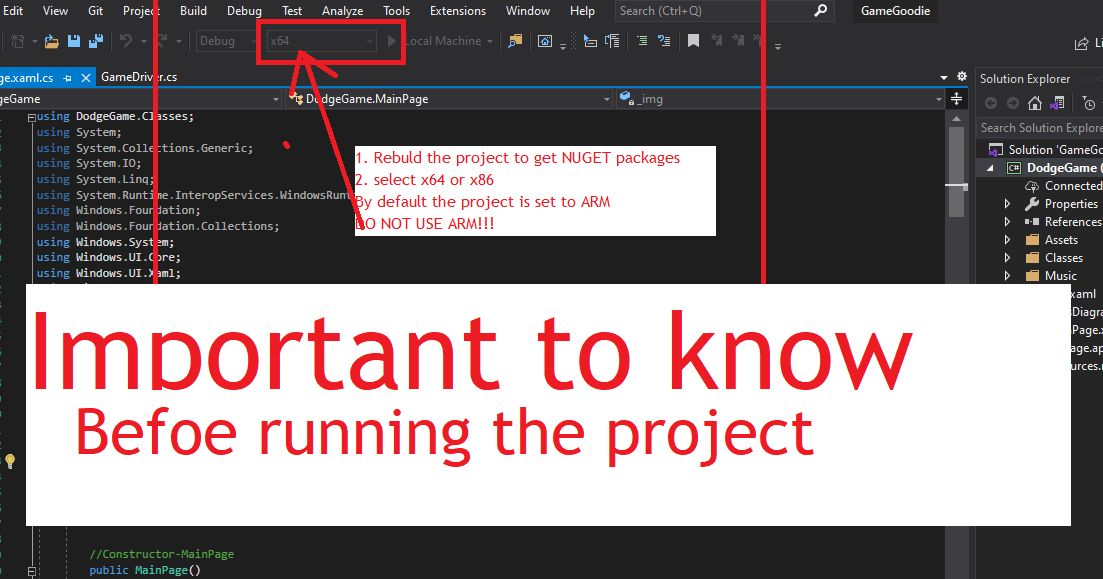 Edit View Git Project Build Debug Test Analyze Tools Extensions Window Help Search (Ctrl+Q) GameGoodie
Debug x64 Local Machine
ge.xaml.cs GameDriver.cs
geGame DodgeGame.MainPage _img
Solution Explorer
Search Solution Explore
using DodgeGame.Classes;
using System;
using System.Collections.Generic;
using System.IO;
using System.Linq;
using System.Runtime.InteropServices.WindowsRun
using Windows.Foundation;
using Windows.Foundation.Collections;
using Windows.System;
using Windows.UI.Core;
using Windows.UI.Xaml;
1. Rebuld the project to get NUGET packages
2. select x64 or x86
By default the project is set to ARM
DO NOT USE ARM!!!
Solution 'GameGo
DodgeGame (
Connected
Properties
References
Assets
Classes
Music
xaml
sDiagra
Page.x
age.ap
ources.r
Important to know
Befoe running the project
//Constructor-MainPage
public MainPage()